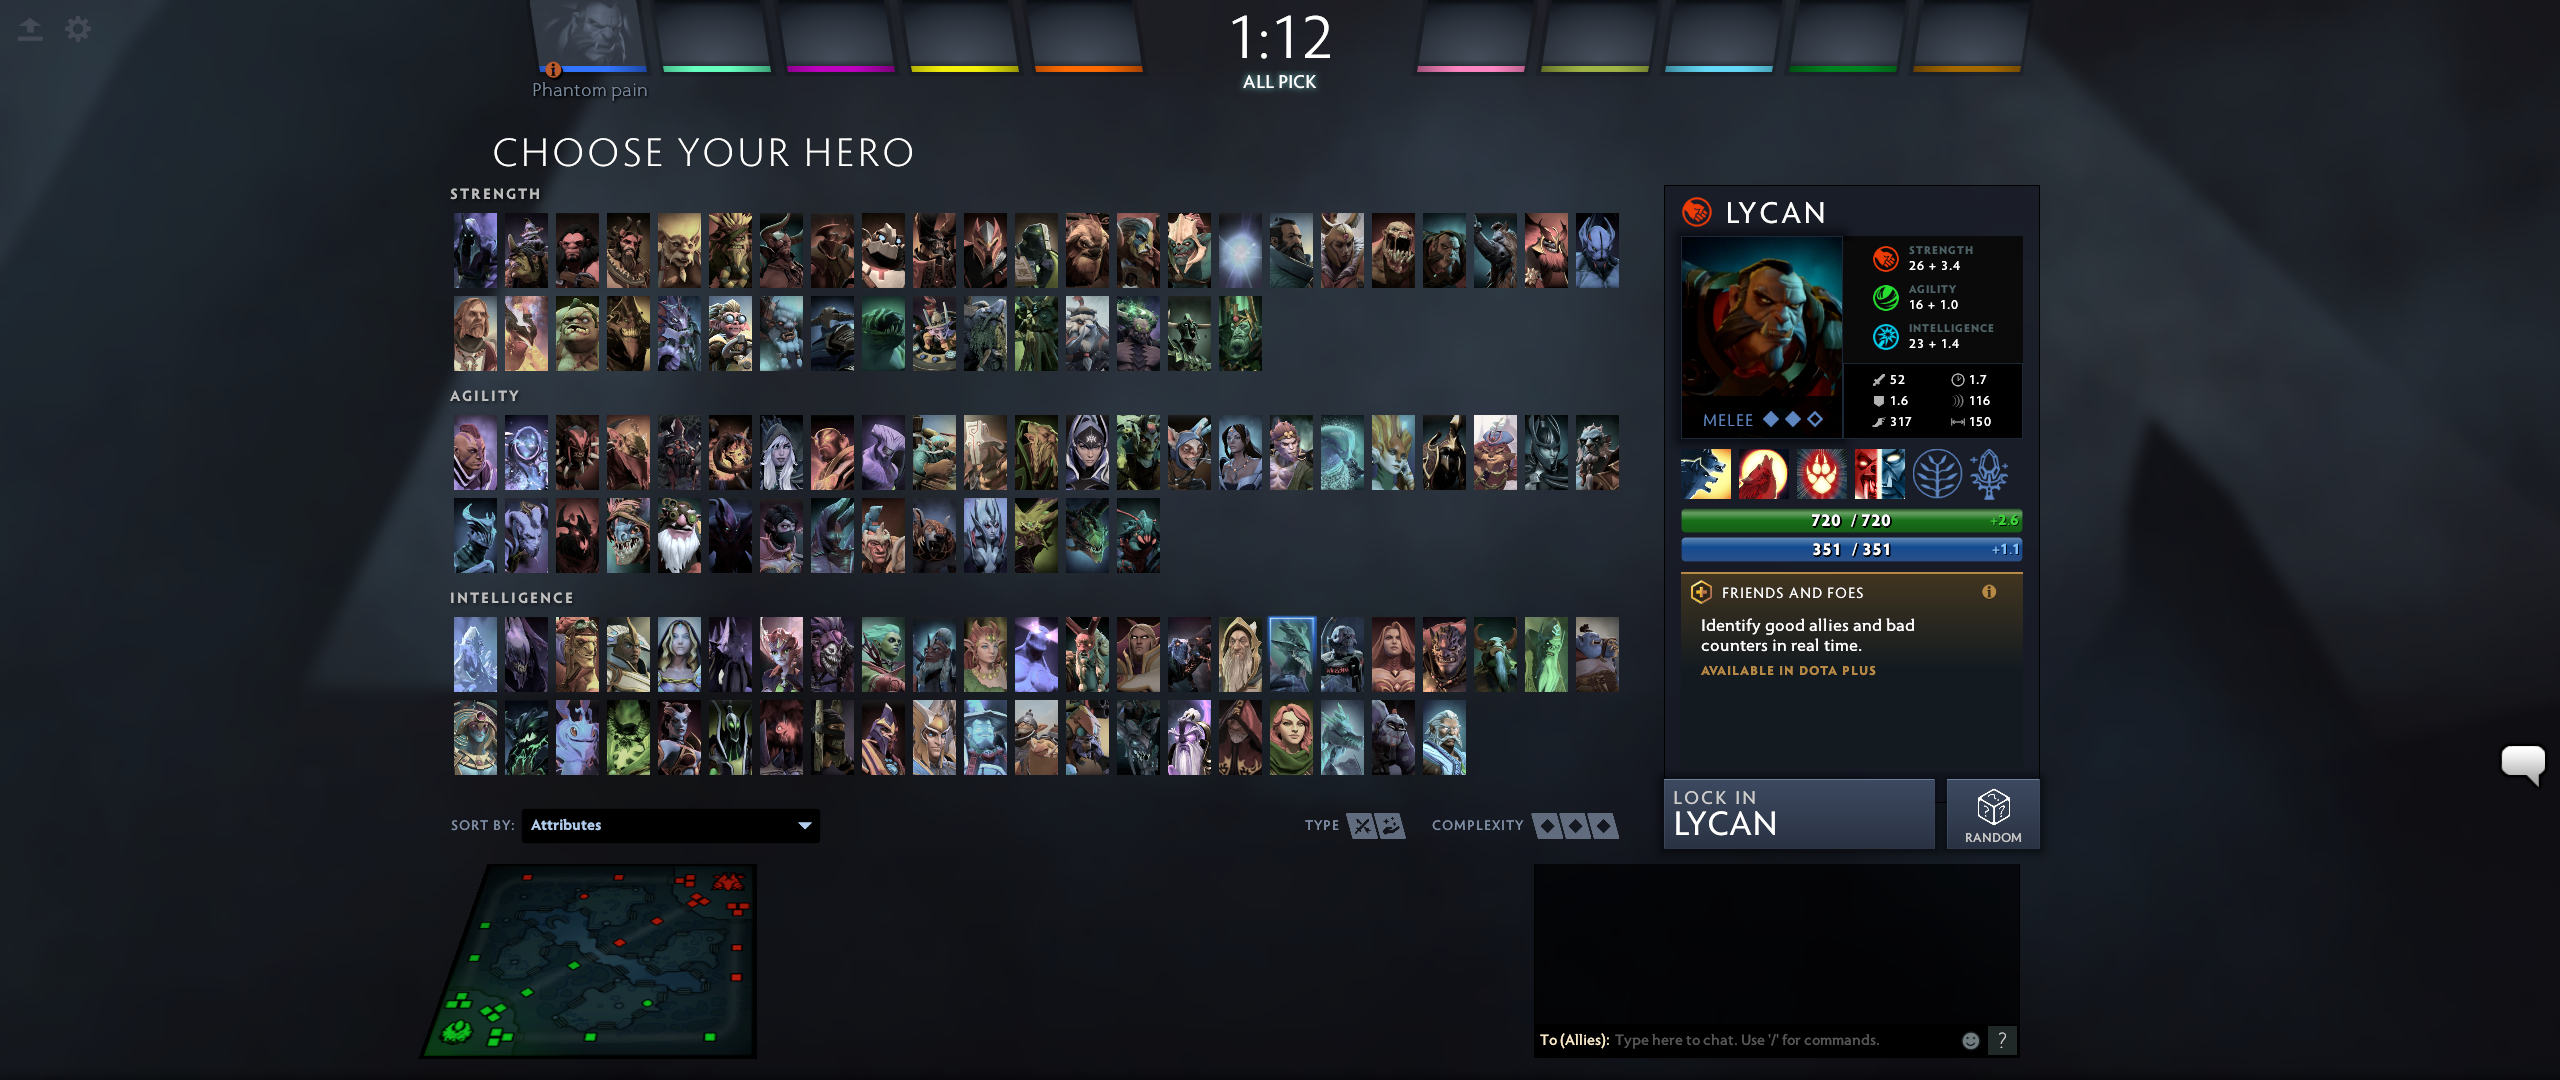 1:12
ALL PICK
Phantom pain
CHOOSE YOUR HERO
STRENGTH
AGILITY
INTELLIGENCE
LYCAN
STRENGTH
26 + 3.4
AGILITY
16 + 1.0
INTELLIGENCE
23 + 1.4
52 1.7
1.6 116
317 150
MELEE
720 / 720 +2.6
351 / 351 +1.1
FRIENDS AND FOES
Identify good allies and bad
counters in real time.
AVAILABLE IN DOTA PLUS
LOCK IN
LYCAN
RANDOM
SORT BY: Attributes
TYPE COMPLEXITY
To (Allies): Type here to chat. Use '/' for commands. ?